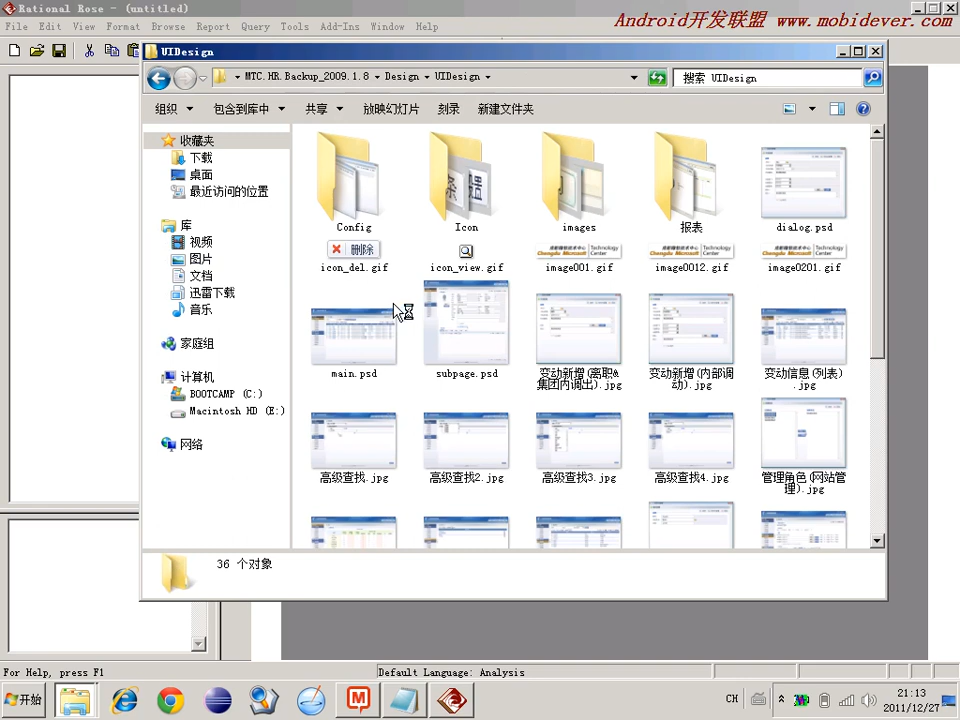 Rational Rose - (untitled)
File Edit View Format Browse Report Query Tools Add-Ins Window Help
Android开发联盟 www.mobidever.com
UIDesign
MTC.HR.Backup_2009.1.8 Design UIDesign
搜索 UIDesign
组织 包含到库中 共享 放映幻灯片 刻录 新建文件夹
收藏夹
下载
桌面
最近访问的位置
库
视频
图片
文档
迅雷下载
音乐
家庭组
计算机
BOOTCAMP (C:)
Macintosh HD (E:)
网络
Config Icon images 报表 dialog.psd
删除
icon_del.gif icon_view.gif image001.gif image0012.gif image0201.gif
main.psd subpage.psd 变动新增(离职&集团内调出).jpg 变动新增(内部调动).jpg 变动信息(列表).jpg
高级查找.jpg 高级查找2.jpg 高级查找3.jpg 高级查找4.jpg 管理角色(网站管理).jpg
36 个对象
For Help, press F1
Default Language: Analysis
开始
CH
21:13
2011/12/27